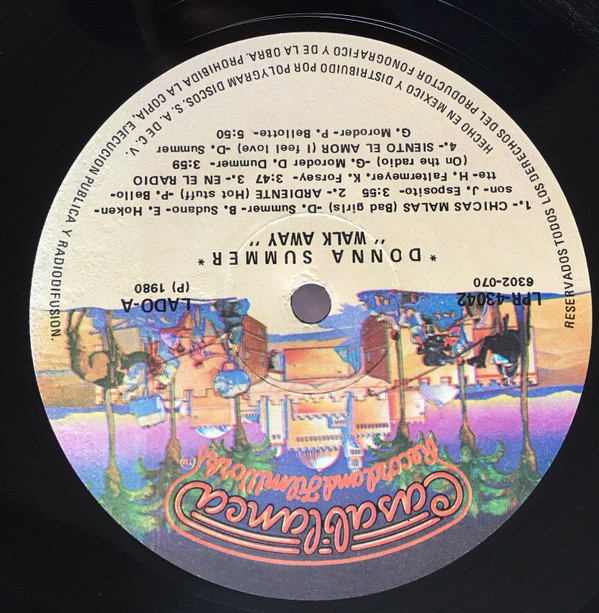 Casablanca
Record and FilmWorks™
LPR-43042
6302-070
LADO-A
(P) 1980
*DONNA SUMMER*
" WALK AWAY "
1.- CHICAS MALAS (Bad girls) -D. Summer- B. Sudano- E. Hoken-
son- J. Esposito- 3:55 2.- ARDIENTE (Hot stuff) -P- Bello-
tte- H. Faltermeyer. K. Forsey- 3:47 3.- EN EL RADIO
(On the radio) -G. Moroder D. Dummer- 3:59
4.- SIENTO EL AMOR (I feel love) -D. Summer
G. Moroder-P. Bellotte- 5:50
HECHO EN MEXICO Y DISTRIBUIDO POR POLYGRAM DISCOS, S. A. DE C. V.
RESERVADOS TODOS LOS DERECHOS DEL PRODUCTOR FONOGRAFICO Y DE LA OBRA. PROHIBIDA LA COPIA, EJECUCION PUBLICA Y RADIODIFUSION.